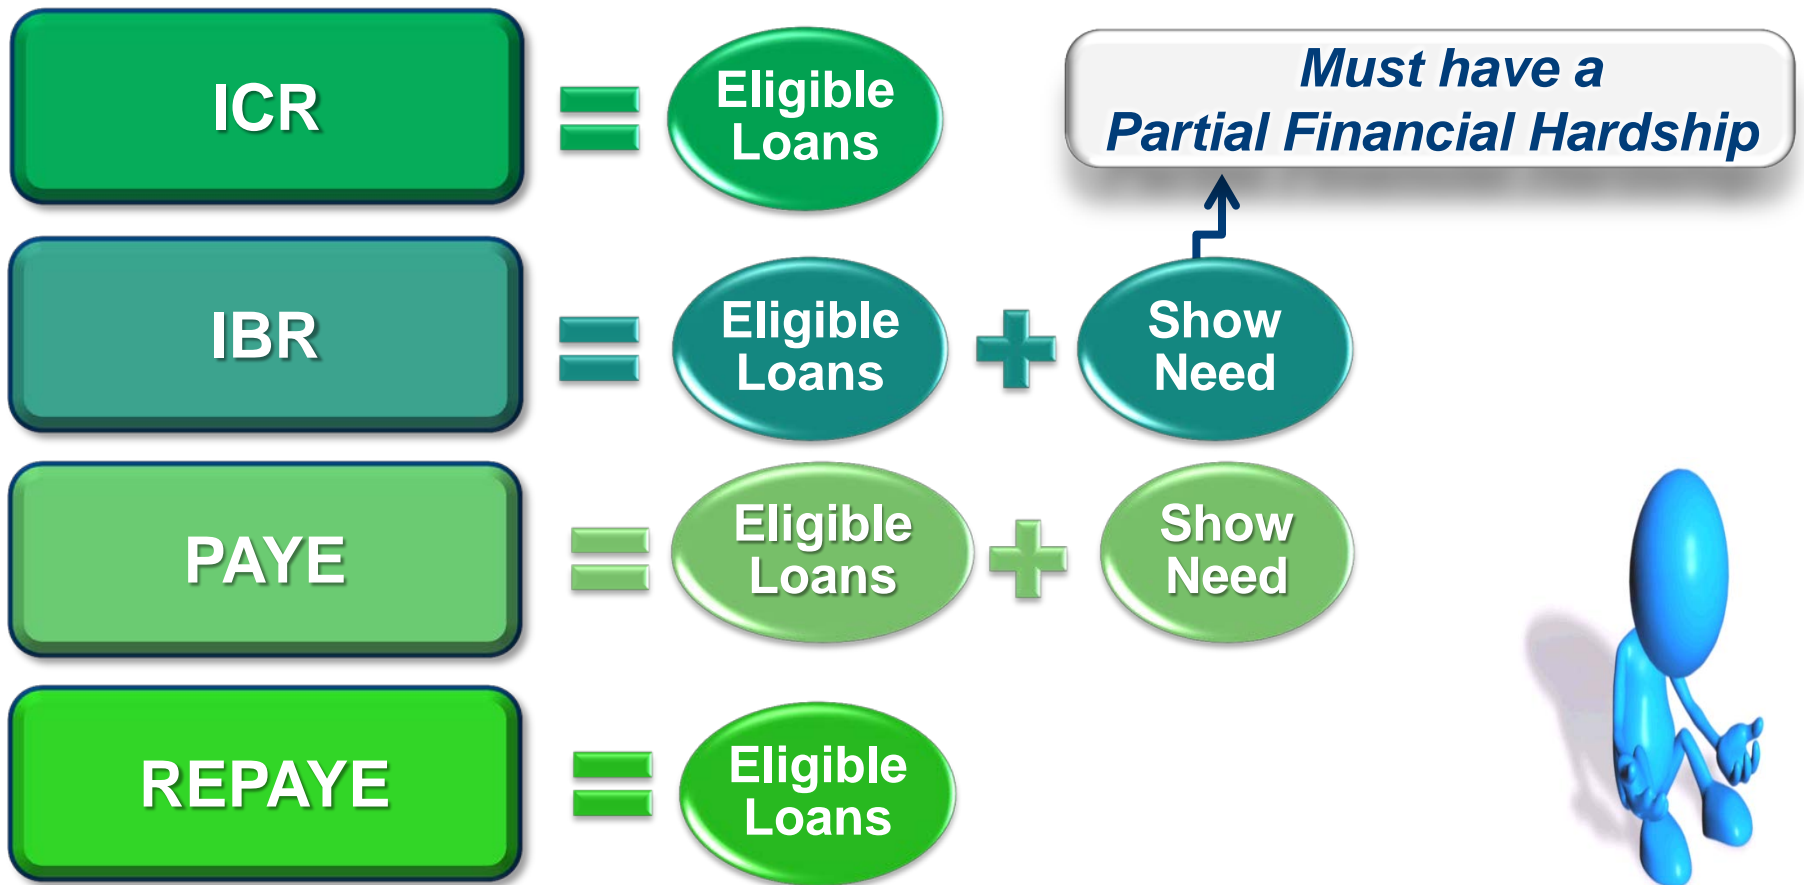 ICR
Eligible
Loans
Must have a
Partial Financial Hardship
IBR
Eligible
Loans
Show
Need
PAYE
Eligible
Loans
Show
Need
REPAYE
Eligible
Loans